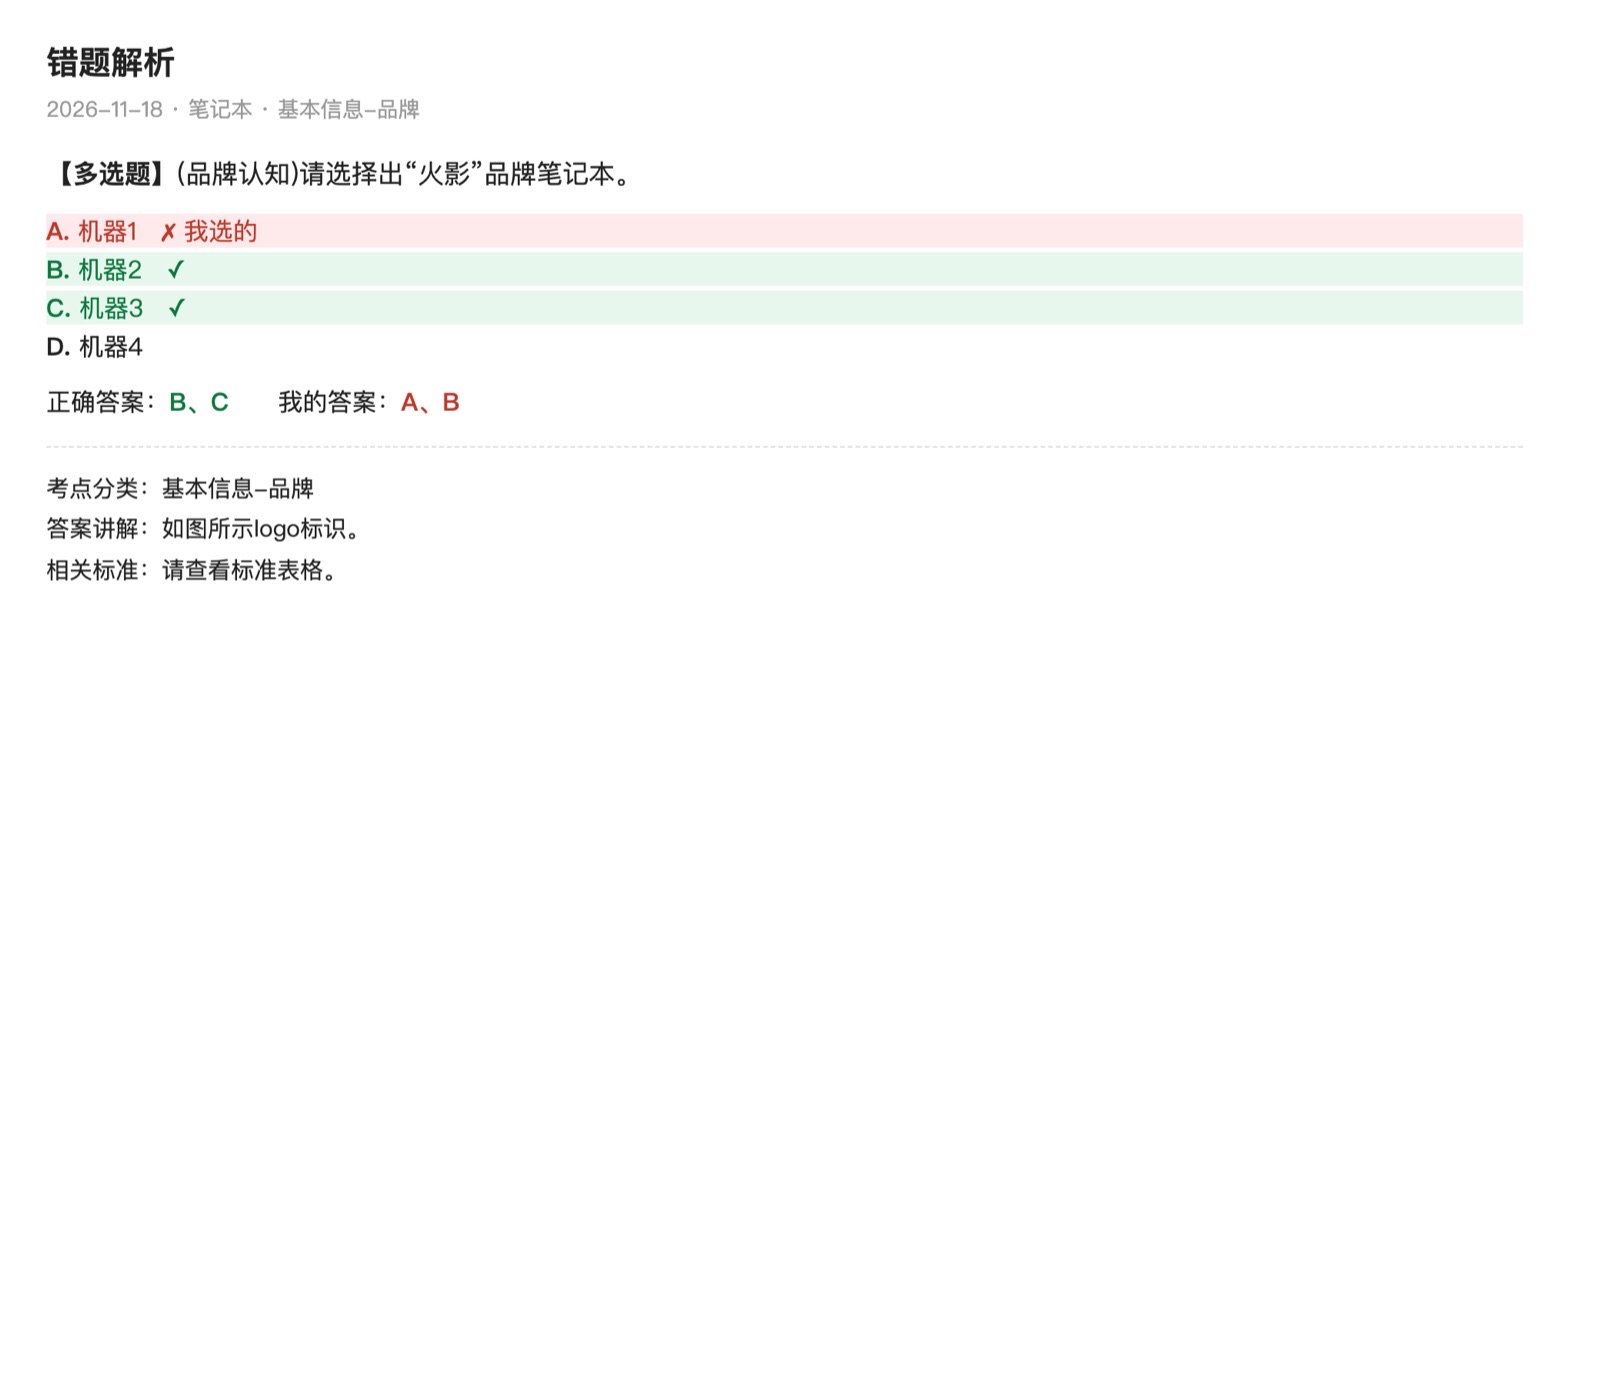 错题解析
2026-11-18 · 笔记本 · 基本信息-品牌
【多选题】(品牌认知)请选择出“火影”品牌笔记本。
A. 机器1 ✗ 我选的
B. 机器2 ✓
C. 机器3 ✓
D. 机器4
正确答案：B、C 我的答案：A、B
考点分类：基本信息-品牌
答案讲解：如图所示logo标识。
相关标准：请查看标准表格。